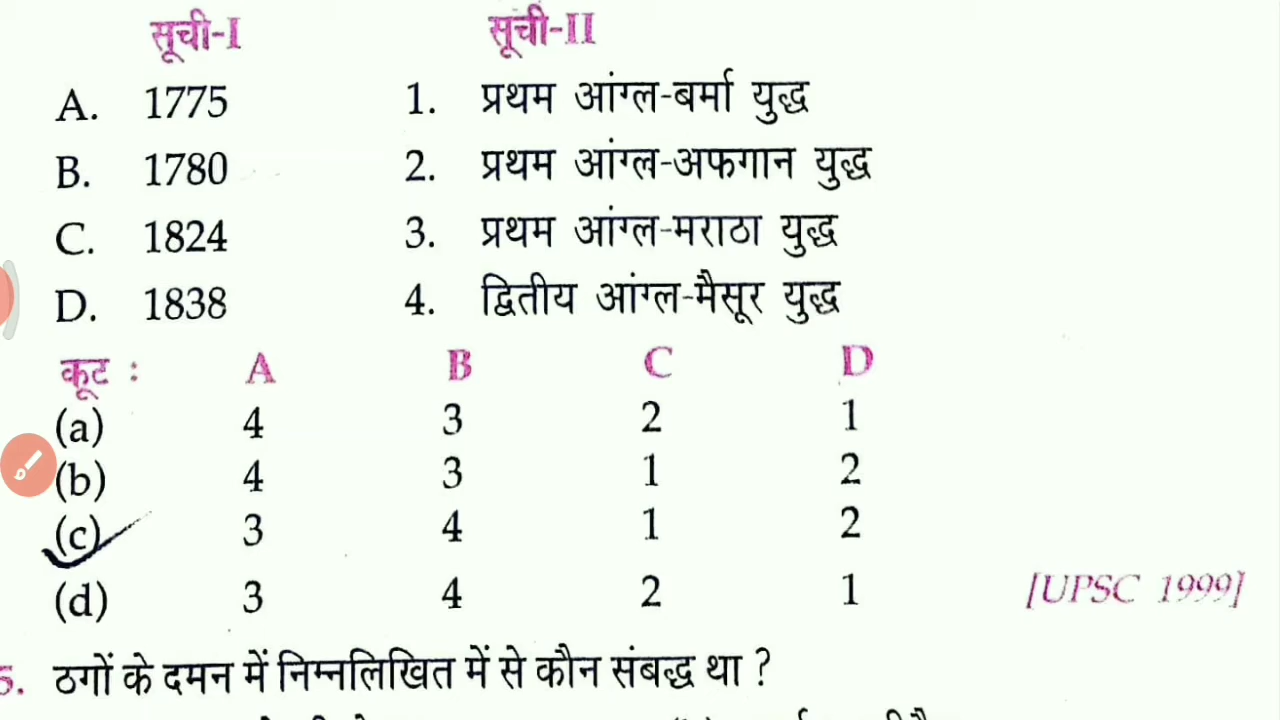 सूची-I सूची-II
A. 1775 1. प्रथम आंग्ल-बर्मा युद्ध
B. 1780 2. प्रथम आंग्ल-अफगान युद्ध
C. 1824 3. प्रथम आंग्ल-मराठा युद्ध
D. 1838 4. द्वितीय आंग्ल-मैसूर युद्ध
कूट : A B C D
(a) 4 3 2 1
(b) 4 3 1 2
(c) 3 4 1 2
(d) 3 4 2 1 [UPSC 1999]
5. ठगों के दमन में निम्नलिखित में से कौन संबद्ध था ?